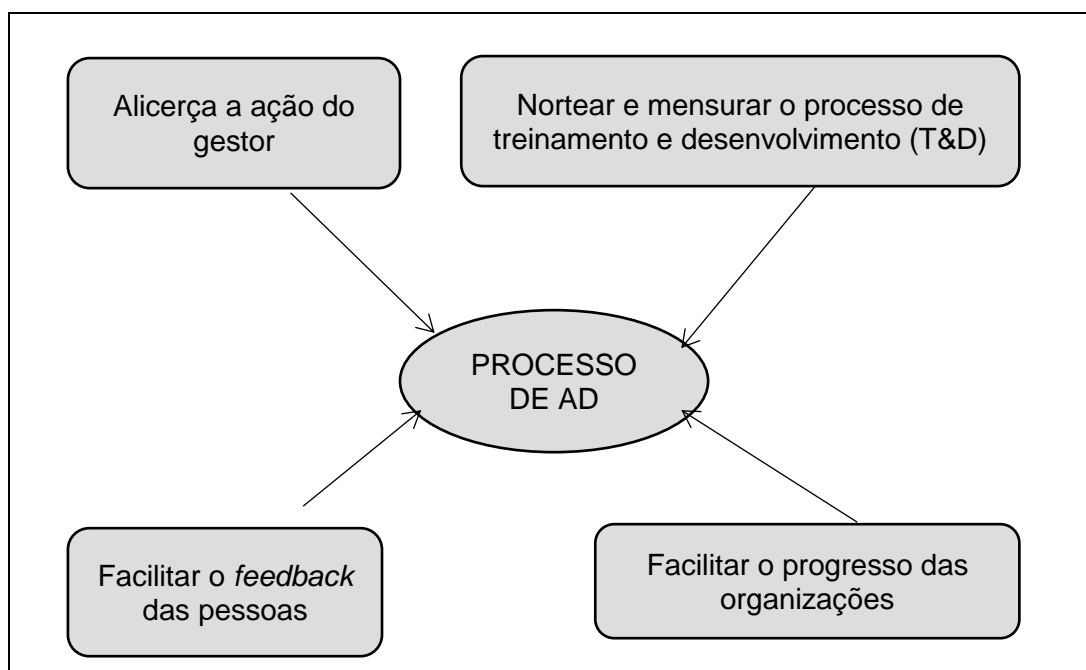 Alicerça a ação do
gestor
Nortear e mensurar o processo de
treinamento e desenvolvimento (T&D)
PROCESSO
DE AD
Facilitar o feedback
das pessoas
Facilitar o progresso das
organizações